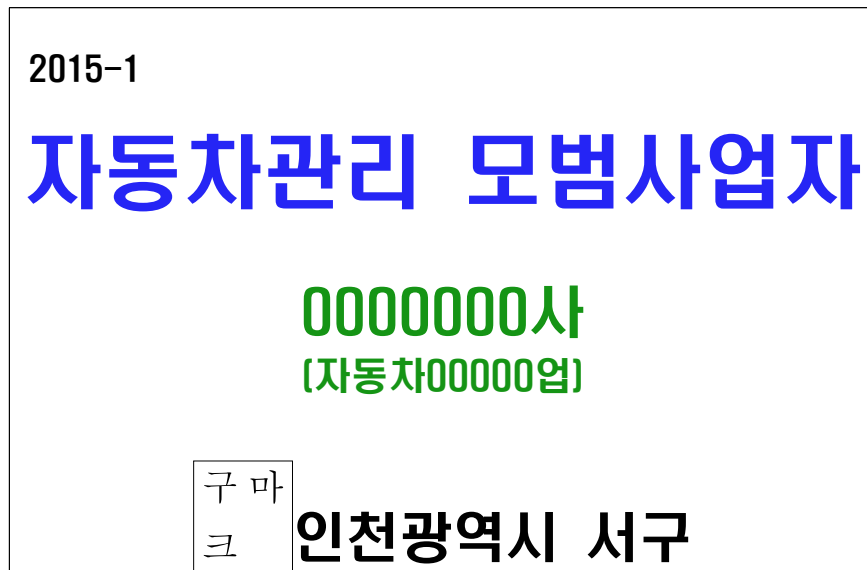 2015-1
자동차관리 모범사업자
0000000사
(자동차00000업)
구 마
크
인천광역시 서구